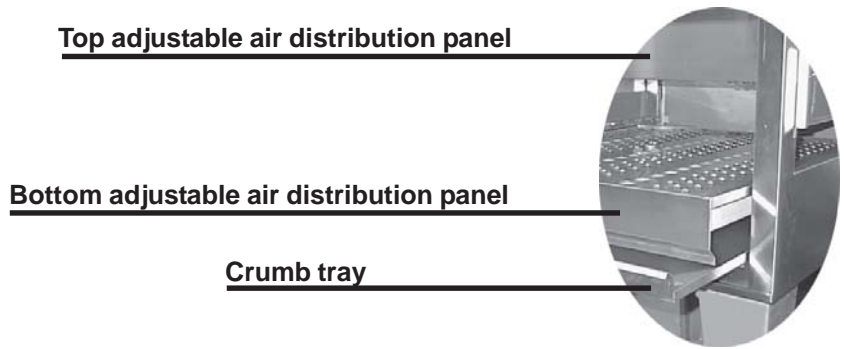 Top adjustable air distribution panel
Bottom adjustable air distribution panel
Crumb tray